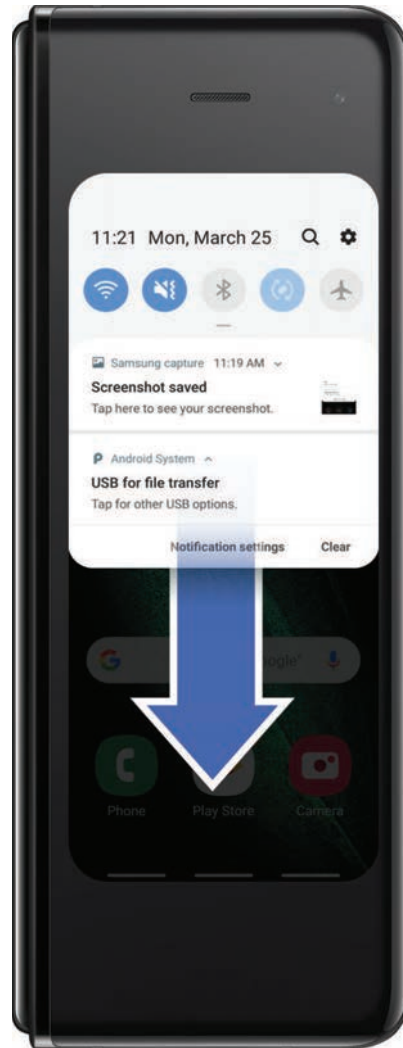 11:21 Mon, March 25
Samsung capture 11:19 AM
Screenshot saved
Tap here to see your screenshot.
Android System
USB for file transfer
Tap for other USB options.
Notification settings Clear
Phone Play Store Camera